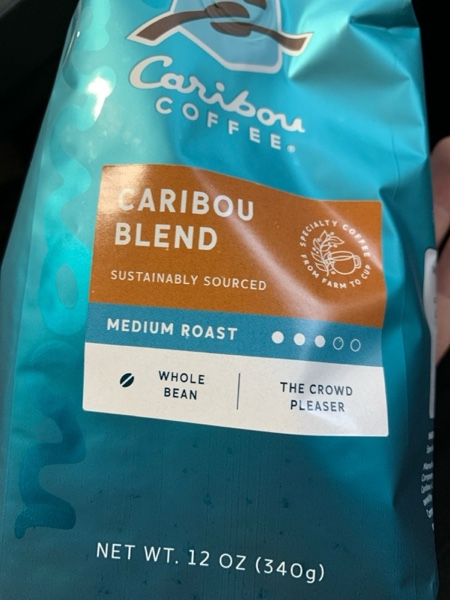 Caribou
COFFEE®
CARIBOU
BLEND
SUSTAINABLY SOURCED
SPECIALTY COFFEE
FROM FARM TO CUP
MEDIUM ROAST
WHOLE
BEAN
THE CROWD
PLEASER
NET WT. 12 OZ (340g)